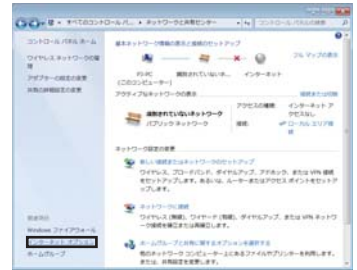 すべてのコントロール パ... ▸ ネットワークと共有センター
コントロール パネルの検索
コントロール パネル ホーム
ワイヤレス ネットワークの管理
アダプターの設定の変更
共有の詳細設定の変更
基本ネットワーク情報の表示と接続のセットアップ
フル マップの表示
(このコンピューター)
識別されていないネ...
インターネット
アクティブなネットワークの表示
接続または切断
識別されていないネットワーク
パブリック ネットワーク
アクセスの種類:
インターネット アクセスなし
接続:
ローカル エリア接続
ネットワーク設定の変更
新しい接続またはネットワークのセットアップ
ワイヤレス、ブロードバンド、ダイヤルアップ、アドホック、または VPN 接続
をセットアップします。あるいは、ルーターまたはアクセス ポイントをセットアップします。
ネットワークに接続
ワイヤレス (無線)、ワイヤード (有線)、ダイヤルアップ、または VPN ネットワーク接続を確立または再確立します。
ホームグループと共有に関するオプションを選択する
他のネットワーク コンピューター上にあるファイルやプリンターを利用します。
または、共有設定を変更します。
関連項目
Windows ファイアウォール
インターネット オプション
ホームグループ